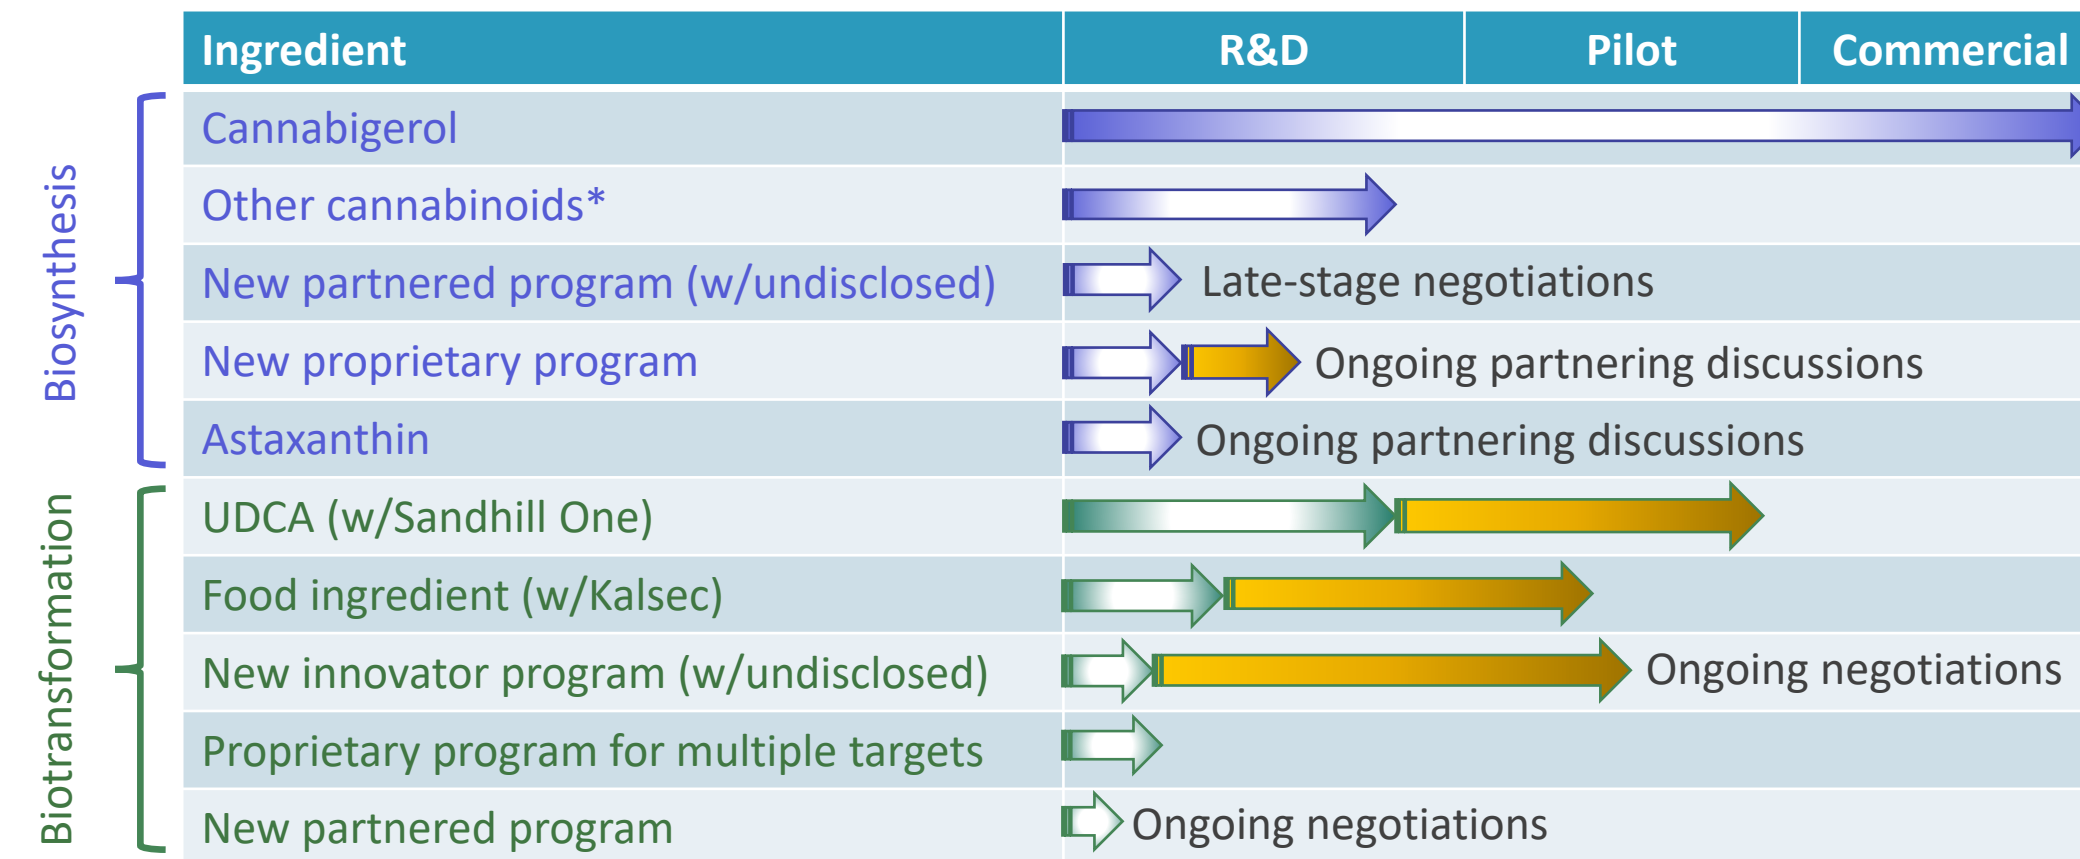 Ingredient R&D Pilot Commercial
Biosynthesis
Cannabigerol
Other cannabinoids*
New partnered program (w/undisclosed) Late-stage negotiations
New proprietary program Ongoing partnering discussions
Astaxanthin Ongoing partnering discussions
Biotransformation
UDCA (w/Sandhill One)
Food ingredient (w/Kalsec)
New innovator program (w/undisclosed) Ongoing negotiations
Proprietary program for multiple targets
New partnered program Ongoing negotiations